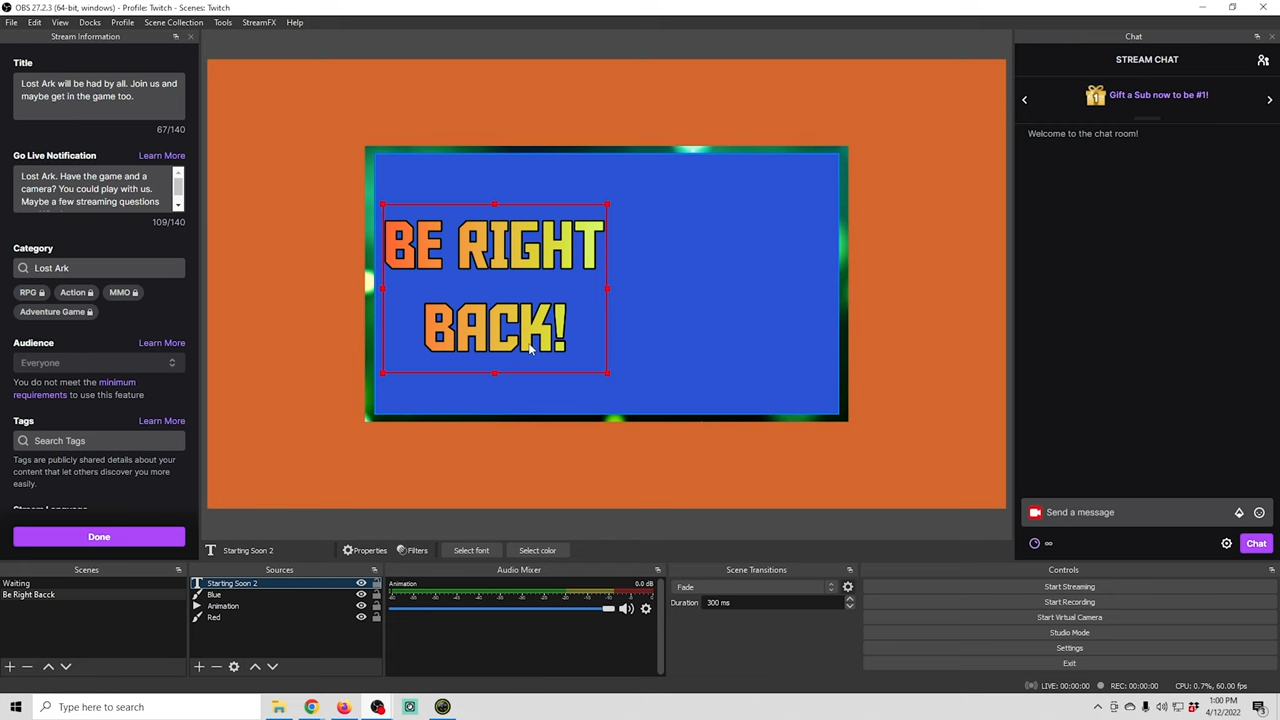 OBS 27.2.3 (64-bit, windows) - Profile: Twitch - Scenes: Twitch
File Edit View Docks Profile Scene Collection Tools StreamFX Help
Stream Information
Title
Lost Ark will be had by all. Join us and
maybe get in the game too.
67/140
Go Live Notification Learn More
Lost Ark. Have the game and a
camera? You could play with us.
Maybe a few streaming questions
109/140
Category
Lost Ark
RPG Action MMO
Adventure Game
Audience Learn More
Everyone
You do not meet the minimum
requirements to use this feature
Tags Learn More
Search Tags
Tags are publicly shared details about your
content that let others discover you more
easily.
Stream Language
Done
BE RIGHT
BACK!
Chat
STREAM CHAT
1 Gift a Sub now to be #1!
Welcome to the chat room!
Send a message
Chat
Starting Soon 2 Properties Filters Select font Select color
Scenes
Waiting
Be Right Bacck
Sources
Starting Soon 2
Blue
Animation
Red
Audio Mixer
Animation 0.0 dB
Scene Transitions
Fade
Duration 300 ms
Controls
Start Streaming
Start Recording
Start Virtual Camera
Studio Mode
Settings
Exit
LIVE: 00:00:00 REC: 00:00:00 CPU: 0.7%, 60.00 fps
Type here to search
1:00 PM
4/12/2022